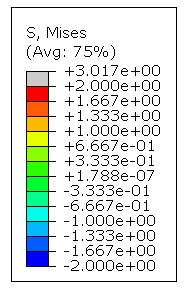 S, Mises
(Avg: 75%)
+3.017e+00
+2.000e+00
+1.667e+00
+1.333e+00
+1.000e+00
+6.667e-01
+3.333e-01
+1.788e-07
-3.333e-01
-6.667e-01
-1.000e+00
-1.333e+00
-1.667e+00
-2.000e+00